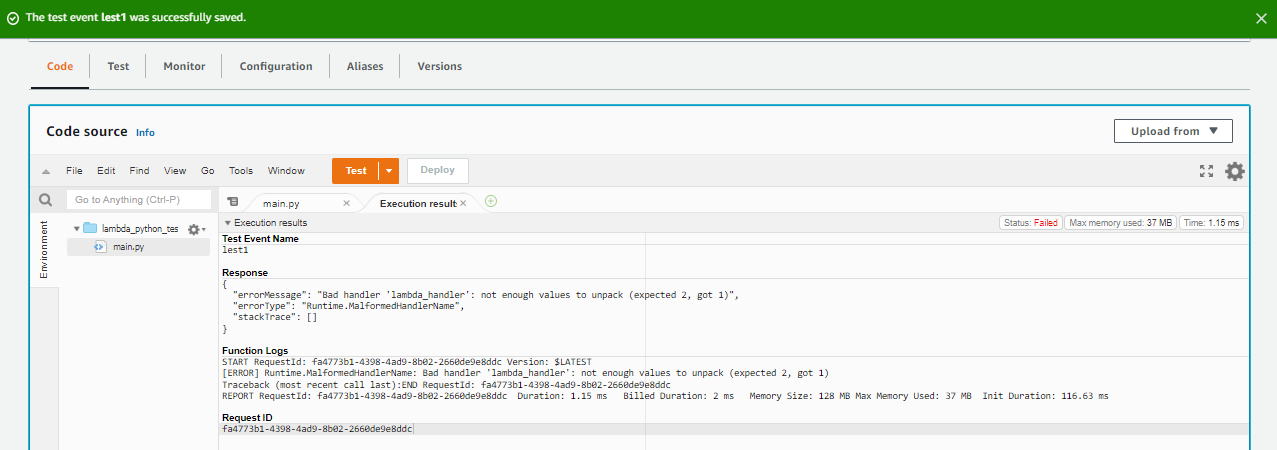 The test event lest1 was successfully saved.
Code Test Monitor Configuration Aliases Versions
Code source Info
Upload from
File Edit Find View Go Tools Window Test Deploy
Go to Anything (Ctrl-P)
main.py Execution results
Environment
lambda_python_tes
main.py
Execution results
Status: Failed Max memory used: 37 MB Time: 1.15 ms
Test Event Name
lest1
Response
{
"errorMessage": "Bad handler 'lambda_handler': not enough values to unpack (expected 2, got 1)",
"errorType": "Runtime.MalformedHandlerName",
"stackTrace": []
}
Function Logs
START RequestId: fa4773b1-4398-4ad9-8b02-2660de9e8ddc Version: $LATEST
[ERROR] Runtime.MalformedHandlerName: Bad handler 'lambda_handler': not enough values to unpack (expected 2, got 1)
Traceback (most recent call last):END RequestId: fa4773b1-4398-4ad9-8b02-2660de9e8ddc
REPORT RequestId: fa4773b1-4398-4ad9-8b02-2660de9e8ddc Duration: 1.15 ms Billed Duration: 2 ms Memory Size: 128 MB Max Memory Used: 37 MB Init Duration: 116.63 ms
Request ID
fa4773b1-4398-4ad9-8b02-2660de9e8ddc